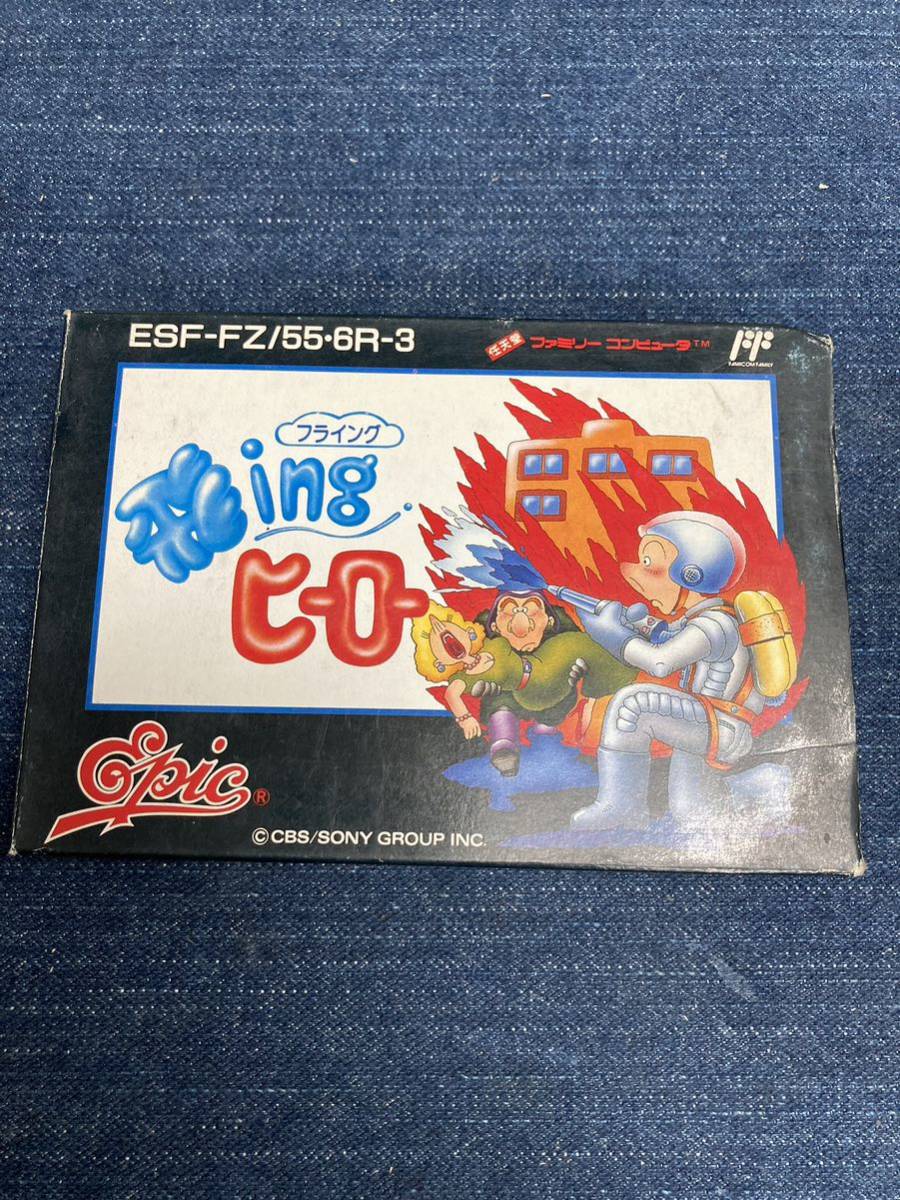 ESF-FZ/55・6R-3
任天堂 ファミリー コンピュータ™
FAMICOM FAMILY
フライング
飛ing
ヒーロー
Epic®
©CBS/SONY GROUP INC.